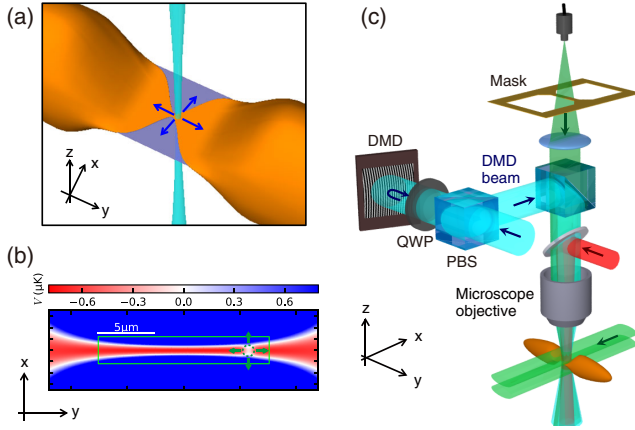 (a)
z
x
y
(b)
V (μK)
−0.6
−0.3
0.0
0.3
0.6
5μm
x
y
(c)
Mask
DMD
DMD
beam
QWP
PBS
Microscope
objective
z
x
y